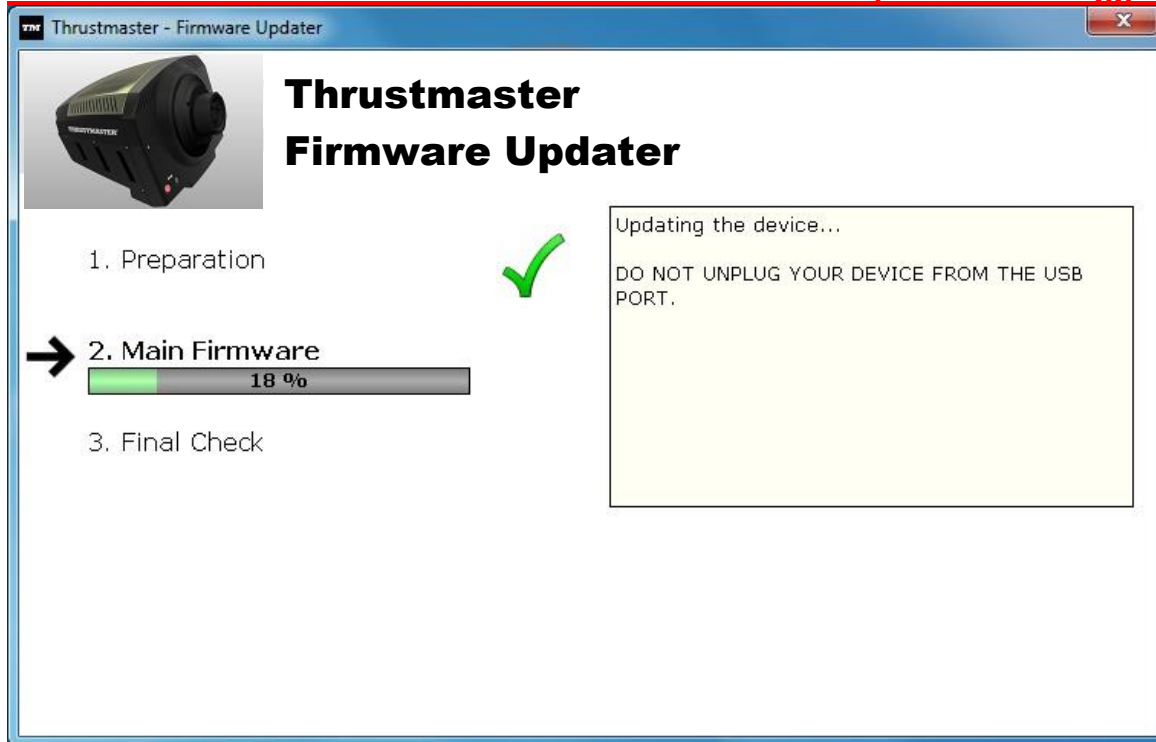 Thrustmaster - Firmware Updater
Thrustmaster
Firmware Updater
THRUSTMASTER
1. Preparation
2. Main Firmware
18 %
3. Final Check
Updating the device...
DO NOT UNPLUG YOUR DEVICE FROM THE USB
PORT.